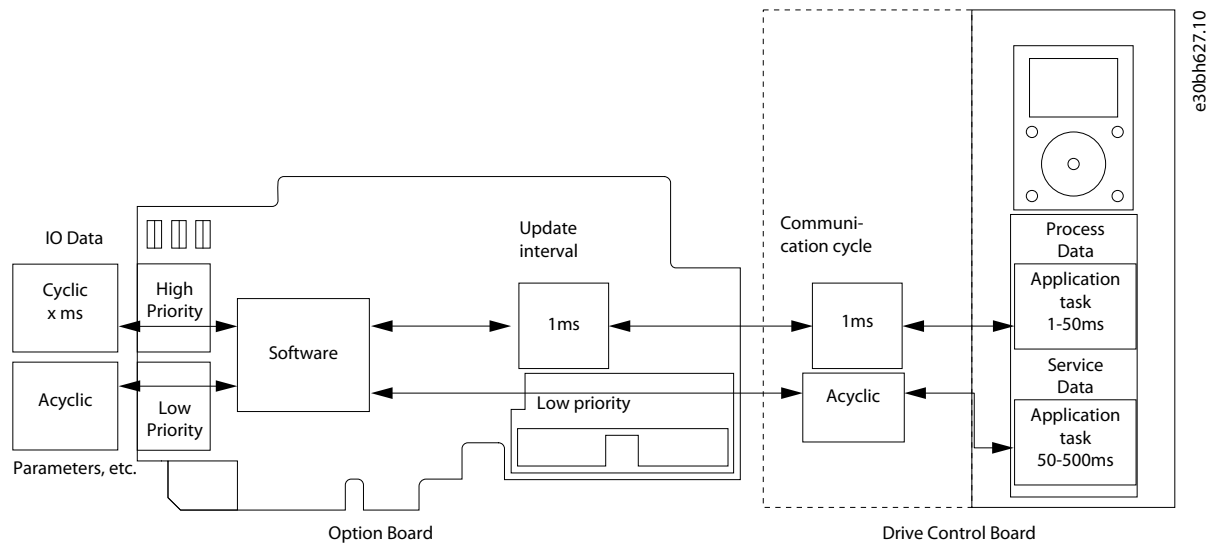 e30bh627.10
IO Data
Cyclic
x ms
High
Priority
Acyclic
Low
Priority
Parameters, etc.
Software
Update
interval
1ms
Low priority
Option Board
Communi-
cation cycle
1ms
Acyclic
Process
Data
Application
task
1-50ms
Service
Data
Application
task
50-500ms
Drive Control Board